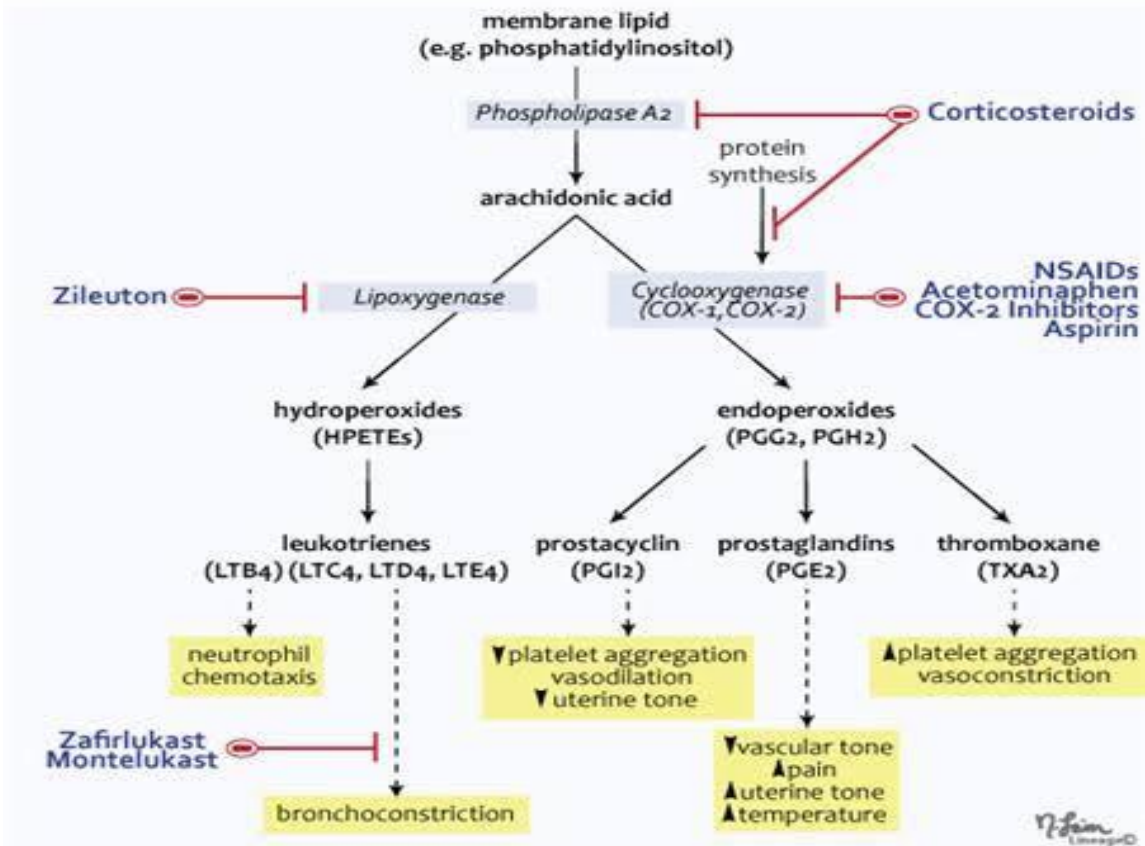 membrane lipid
(e.g. phosphatidylinositol)
Phospholipase A2
Corticosteroids
protein
synthesis
arachidonic acid
Zileuton
Lipoxygenase
Cyclooxygenase
(COX-1, COX-2)
NSAIDs
Acetominaphen
COX-2 Inhibitors
Aspirin
hydroperoxides
(HPETEs)
endoperoxides
(PGG2, PGH2)
leukotrienes
(LTB4) (LTC4, LTD4, LTE4)
prostacyclin
(PGI2)
prostaglandins
(PGE2)
thromboxane
(TXA2)
neutrophil
chemotaxis
▼platelet aggregation
vasodilation
▼uterine tone
▲platelet aggregation
vasoconstriction
Zafirlukast
Montelukast
▼vascular tone
▲pain
▲uterine tone
▲temperature
bronchoconstriction
Lineage©